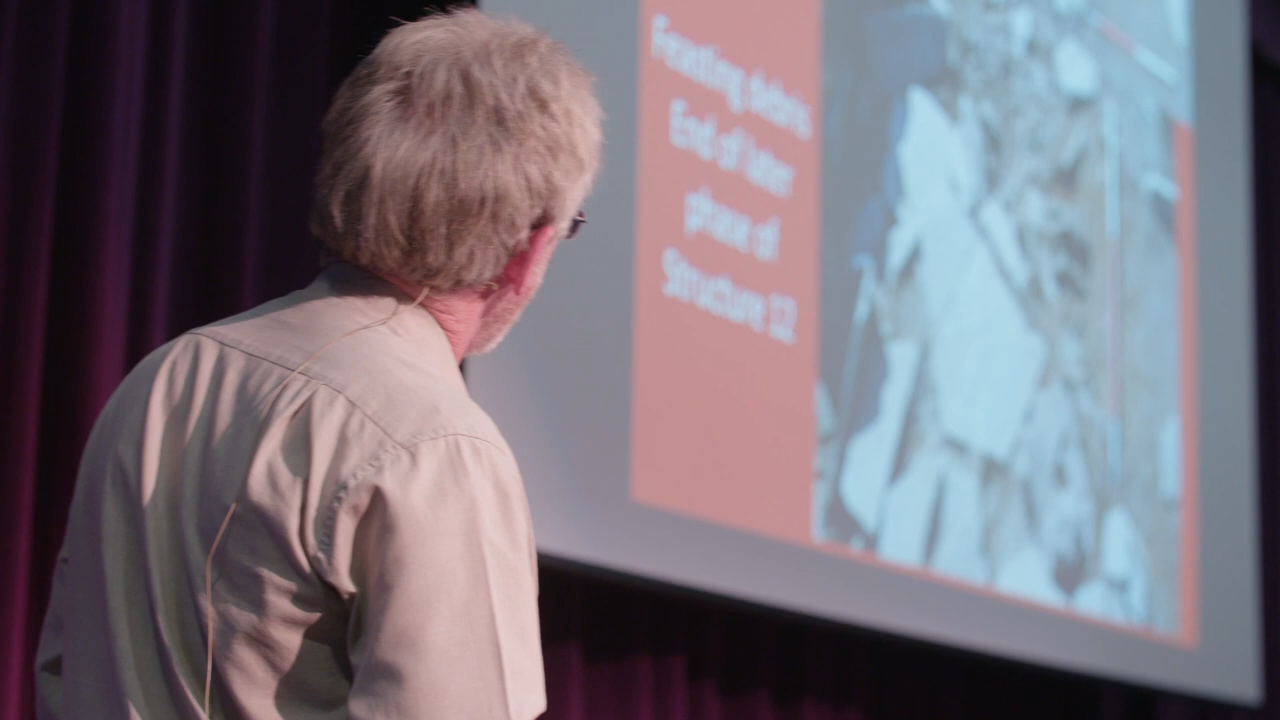 Feasting debris
End of later
phase of
Structure 12